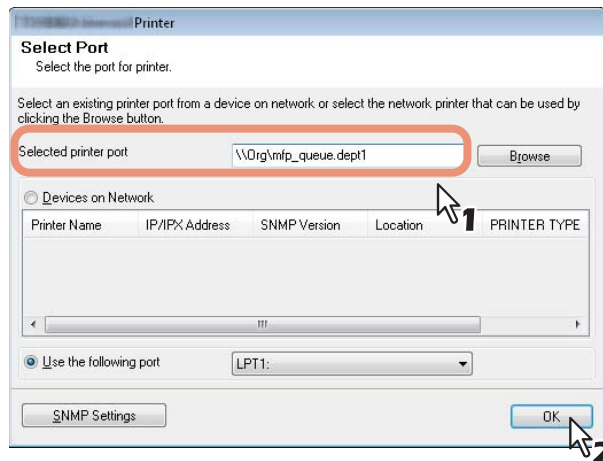 Printer
Select Port
Select the port for printer.
Select an existing printer port from a device on network or select the network printer that can be used by
clicking the Browse button.
Selected printer port \\Org\mfp_queue.dept1 Browse
1
Devices on Network
Printer Name IP/IPX Address SNMP Version Location PRINTER TYPE
Use the following port LPT1:
SNMP Settings OK
2